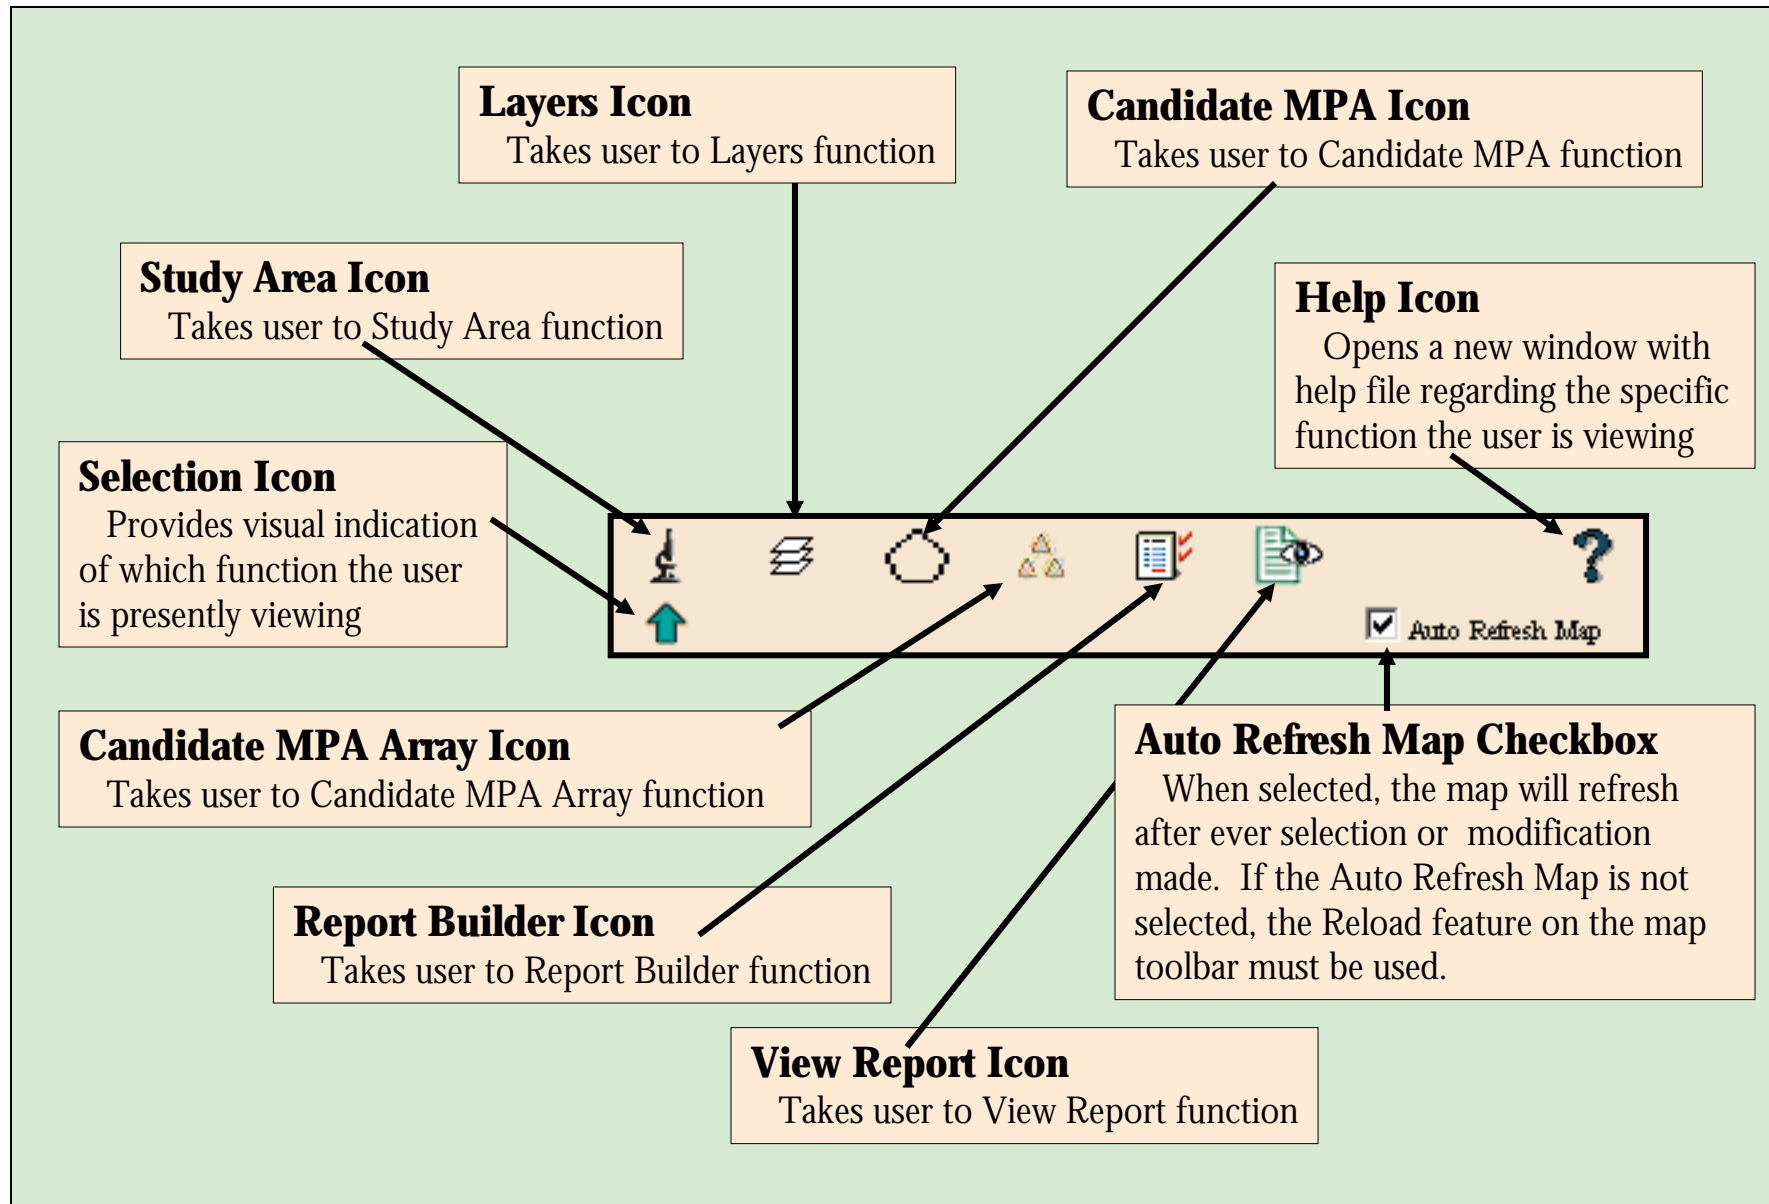 Layers Icon
Takes user to Layers function
Candidate MPA Icon
Takes user to Candidate MPA function
Study Area Icon
Takes user to Study Area function
Help Icon
Opens a new window with
help file regarding the specific
function the user is viewing
Selection Icon
Provides visual indication
of which function the user
is presently viewing
?
Auto Refresh Map
Candidate MPA Array Icon
Takes user to Candidate MPA Array function
Auto Refresh Map Checkbox
When selected, the map will refresh
after ever selection or modification
made. If the Auto Refresh Map is not
selected, the Reload feature on the map
toolbar must be used.
Report Builder Icon
Takes user to Report Builder function
View Report Icon
Takes user to View Report function